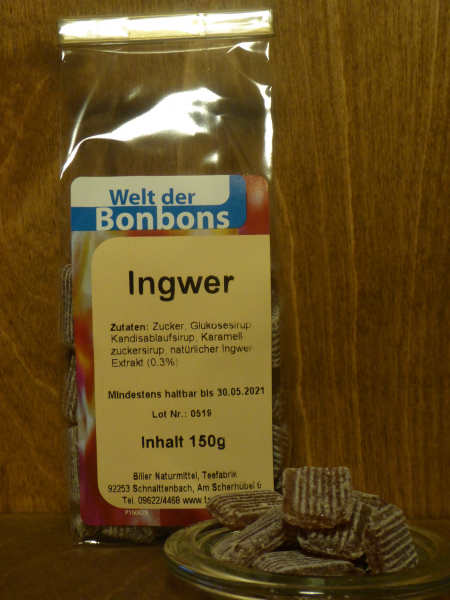 Welt der
Bonbons
Ingwer
Zutaten: Zucker, Glukosesirup
Kandisablaufsirup, Karamell
zuckersirup, natürlicher Ingwer
Extrakt (0,3%)
Mindestens haltbar bis 30.05.2021
Lot Nr.: 0519
Inhalt 150g
Biller Naturmittel, Teefabrik
92253 Schnaittenbach, Am Scherhübel 6
Tel. 09622/4468